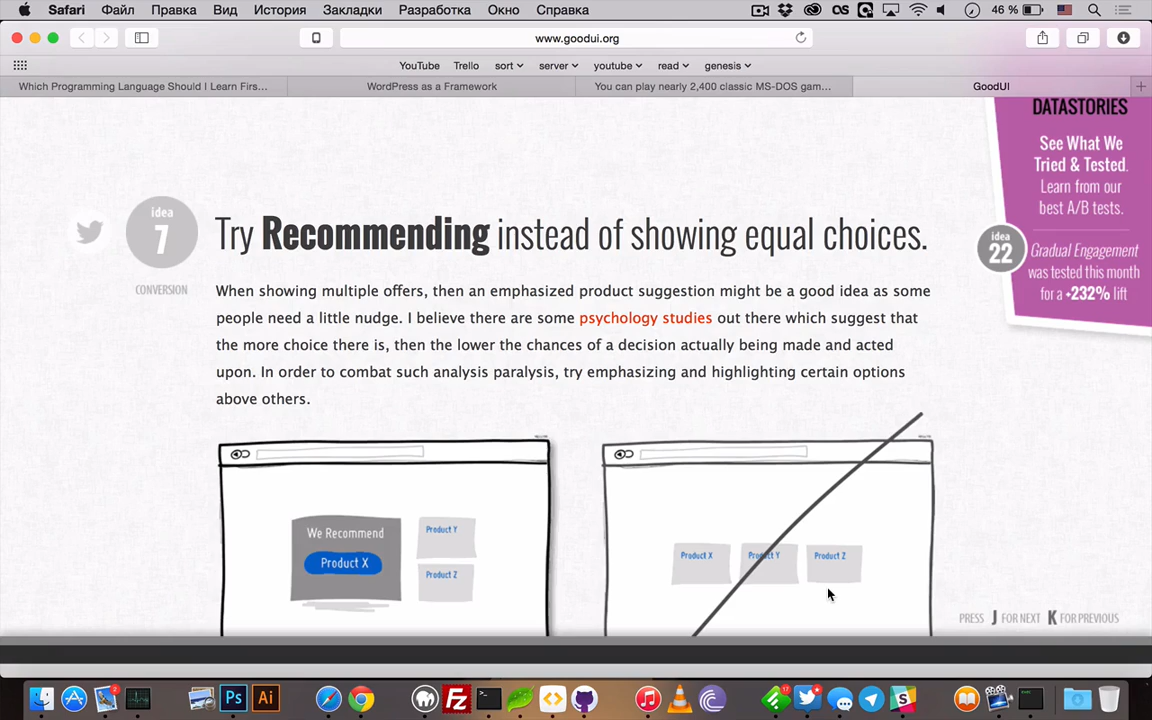 Safari Файл Правка Вид История Закладки Разработка Окно Справка 46 %
www.goodui.org
YouTube Trello sort server youtube read genesis
Which Programming Language Should I Learn Firs... WordPress as a Framework You can play nearly 2,400 classic MS-DOS gam... GoodUI
DATASTORIES
See What We
Tried & Tested.
Learn from our
best A/B tests.
idea
22
Gradual Engagement
was tested this month
for a +232% lift
idea
7
CONVERSION
Try Recommending instead of showing equal choices.
When showing multiple offers, then an emphasized product suggestion might be a good idea as some
people need a little nudge. I believe there are some psychology studies out there which suggest that
the more choice there is, then the lower the chances of a decision actually being made and acted
upon. In order to combat such analysis paralysis, try emphasizing and highlighting certain options
above others.
We Recommend
Product X
Product Y
Product Z
Product X Product Y Product Z
PRESS J FOR NEXT K FOR PREVIOUS
Ps Ai